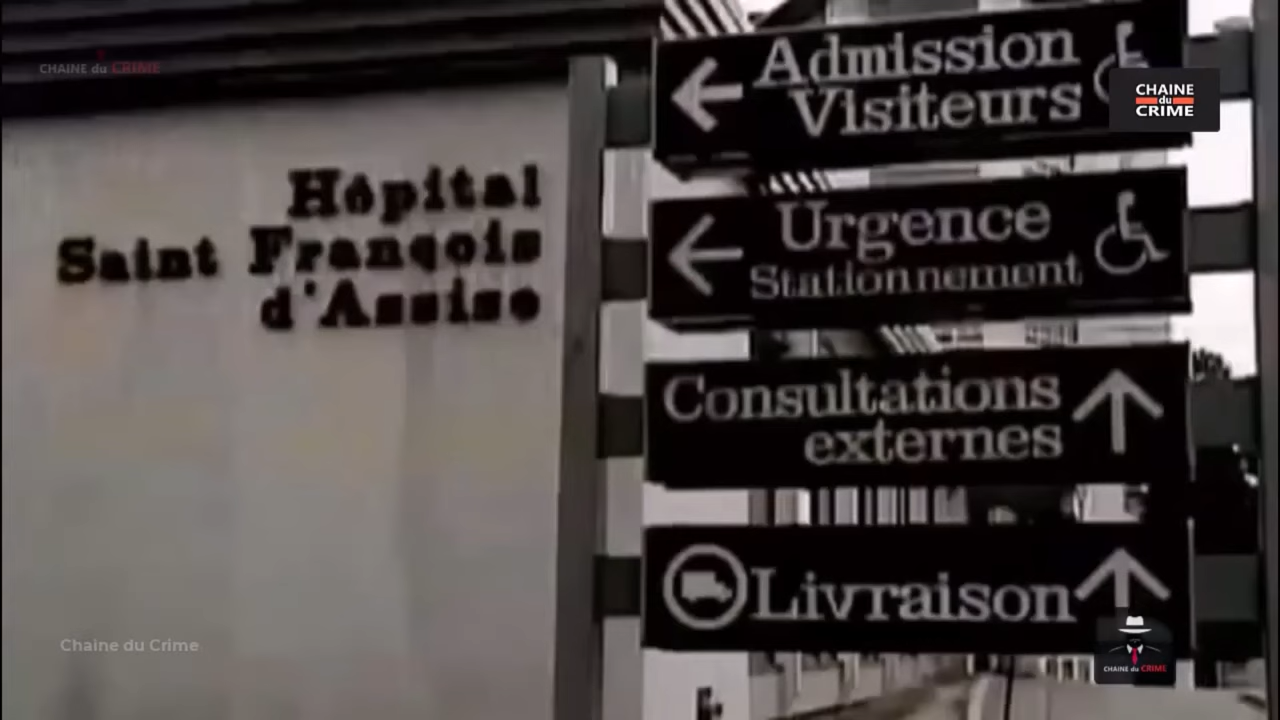 CHAINE du CRIME
Hôpital
Saint François
d'Assise
Admission
Visiteurs
CHAINE
du
CRIME
Urgence
Stationnement
Consultations
externes
Livraison
Chaine du Crime
CHAINE du CRIME